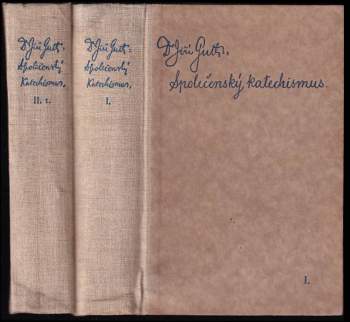 Dr Jiří Guth:
Společenský
Katechismus.
II. r.
Dr Jiří Guth:
Společenský
Katechismus.
I.
Dr Jiří Guth:
Společenský katechismus.
I.